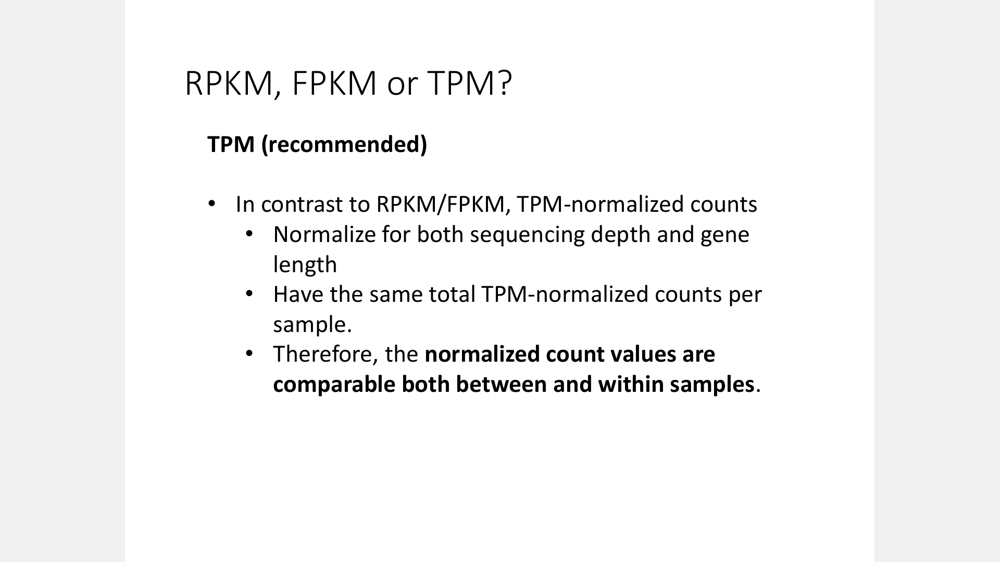 RPKM, FPKM or TPM?
TPM (recommended)
• In contrast to RPKM/FPKM, TPM-normalized counts
• Normalize for both sequencing depth and gene
length
• Have the same total TPM-normalized counts per
sample.
• Therefore, the normalized count values are
comparable both between and within samples.